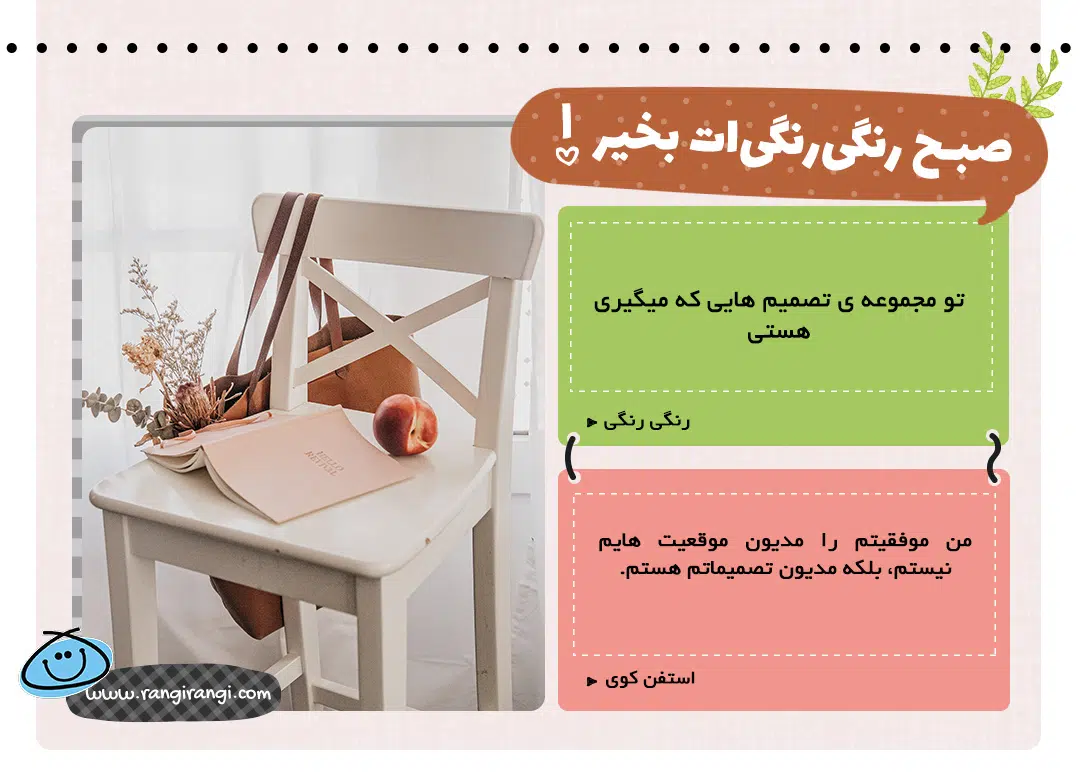 صبح رنگی‌رنگی‌ات بخیر !
تو مجموعه ی تصمیم هایی که میگیری
هستی
رنگی رنگی
من موفقیتم را مدیون موقعیت هایم
نیستم، بلکه مدیون تصمیماتم هستم.
استفن کوی
www.rangirangi.com